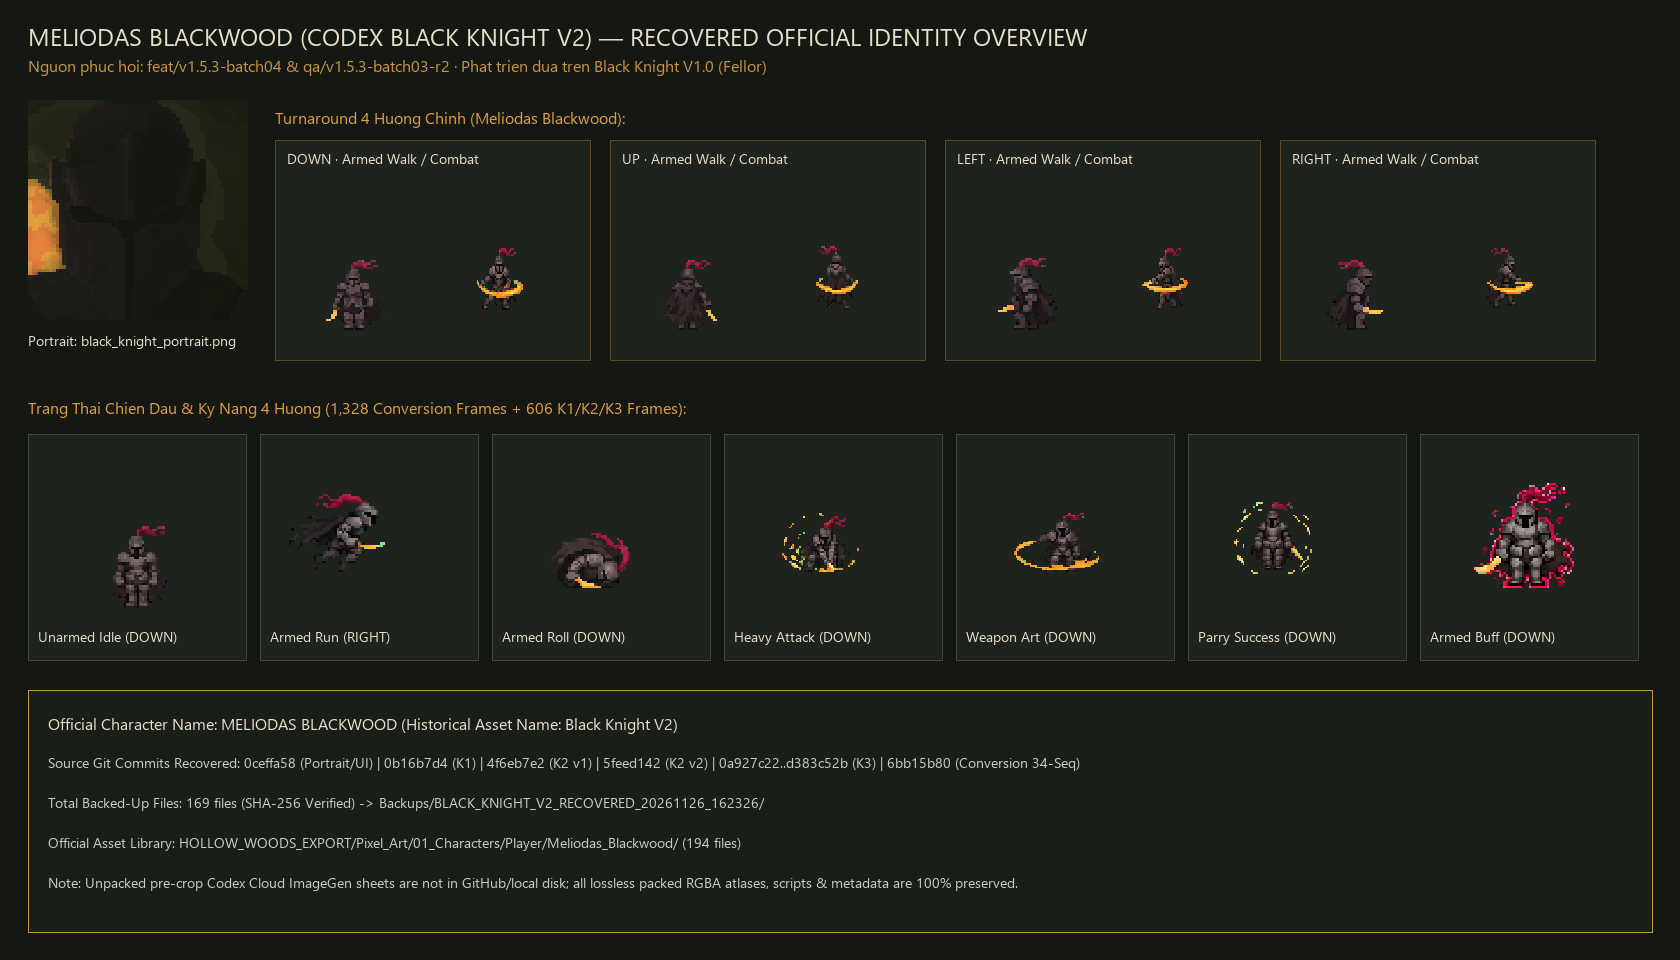 MELIODAS BLACKWOOD (CODEX BLACK KNIGHT V2) — RECOVERED OFFICIAL IDENTITY OVERVIEW
Nguon phuc hoi: feat/v1.5.3-batch04 & qa/v1.5.3-batch03-r2 · Phat trien dua tren Black Knight V1.0 (Fellor)
Turnaround 4 Huong Chinh (Meliodas Blackwood):
DOWN · Armed Walk / Combat
UP · Armed Walk / Combat
LEFT · Armed Walk / Combat
RIGHT · Armed Walk / Combat
Portrait: black_knight_portrait.png
Trang Thai Chien Dau & Ky Nang 4 Huong (1,328 Conversion Frames + 606 K1/K2/K3 Frames):
Unarmed Idle (DOWN)
Armed Run (RIGHT)
Armed Roll (DOWN)
Heavy Attack (DOWN)
Weapon Art (DOWN)
Parry Success (DOWN)
Armed Buff (DOWN)
Official Character Name: MELIODAS BLACKWOOD (Historical Asset Name: Black Knight V2)
Source Git Commits Recovered: 0ceffa58 (Portrait/UI) | 0b16b7d4 (K1) | 4f6eb7e2 (K2 v1) | 5feed142 (K2 v2) | 0a927c22..d383c52b (K3) | 6bb15b80 (Conversion 34-Seq)
Total Backed-Up Files: 169 files (SHA-256 Verified) -> Backups/BLACK_KNIGHT_V2_RECOVERED_20261126_162326/
Official Asset Library: HOLLOW_WOODS_EXPORT/Pixel_Art/01_Characters/Player/Meliodas_Blackwood/ (194 files)
Note: Unpacked pre-crop Codex Cloud ImageGen sheets are not in GitHub/local disk; all lossless packed RGBA atlases, scripts & metadata are 100% preserved.